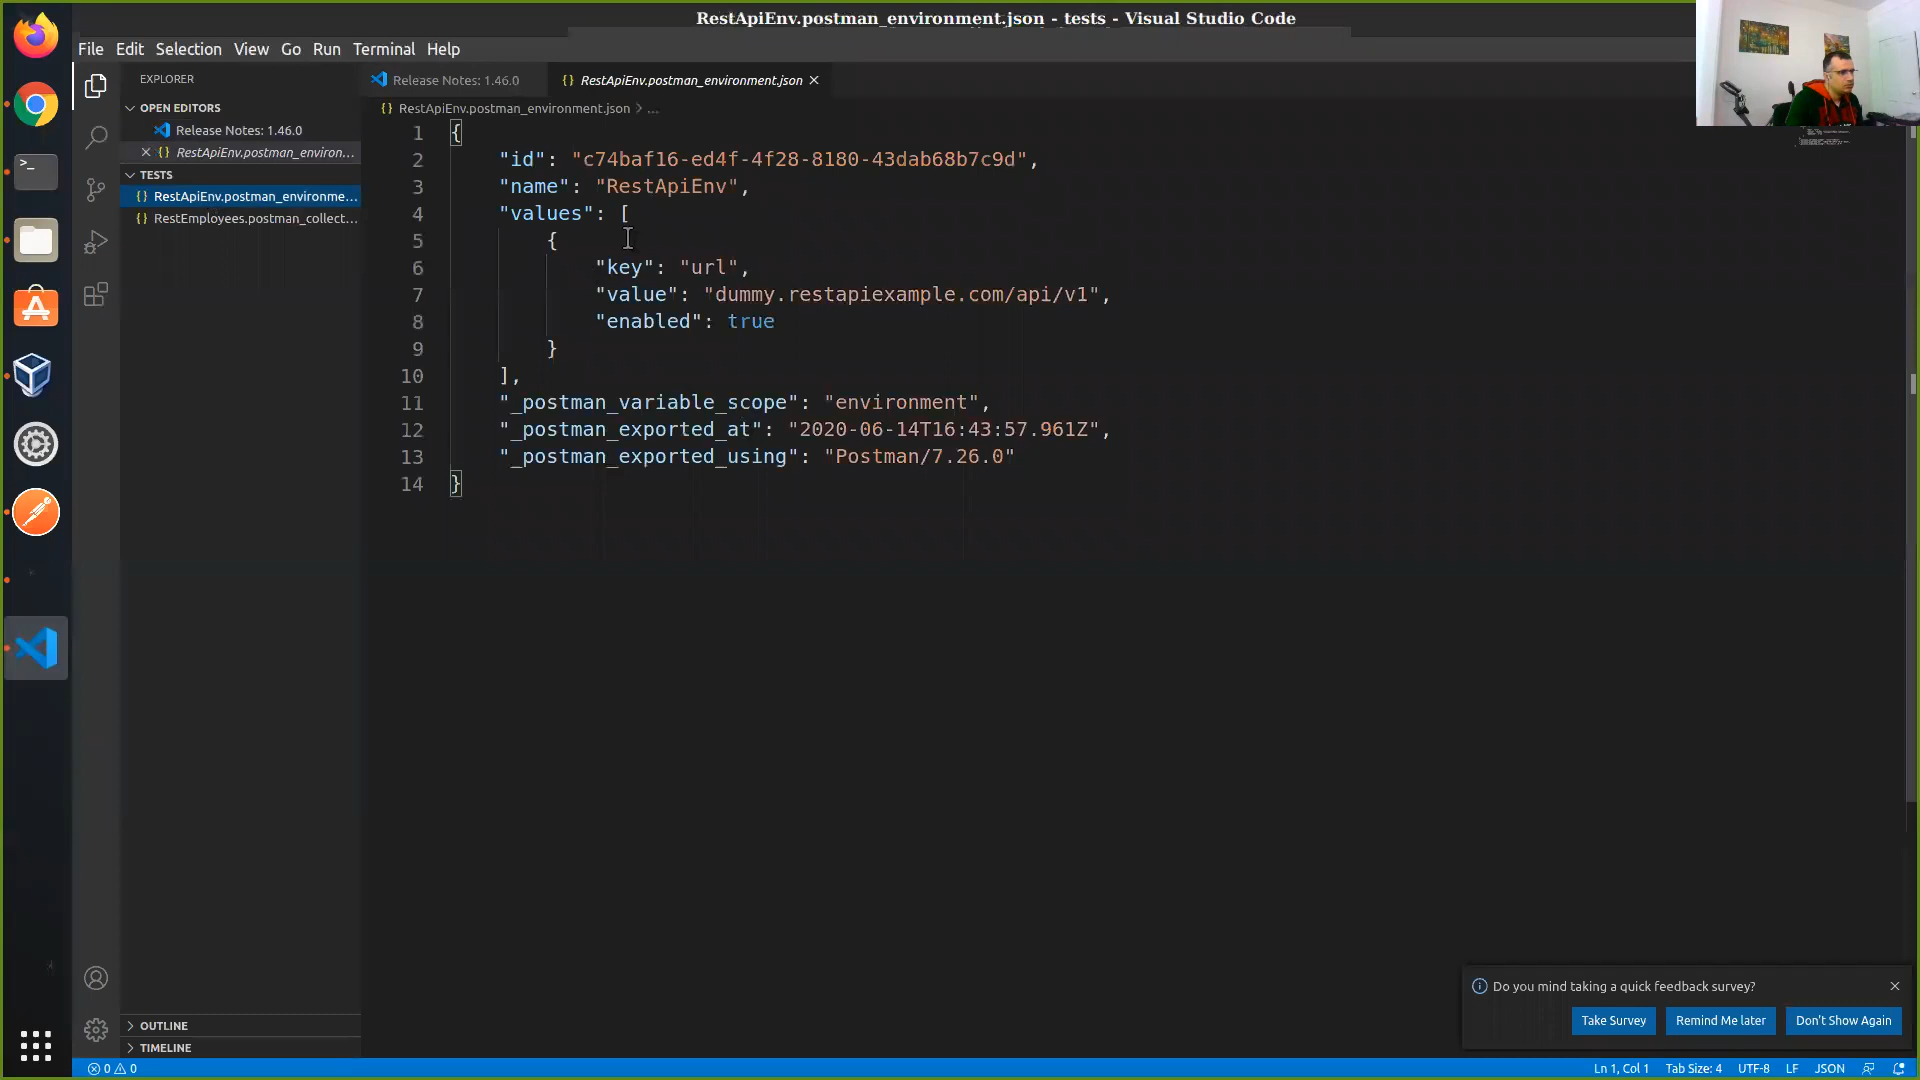 RestApiEnv.postman_environment.json - tests - Visual Studio Code
File Edit Selection View Go Run Terminal Help
EXPLORER
OPEN EDITORS
Release Notes: 1.46.0
RestApiEnv.postman_environ...
TESTS
RestApiEnv.postman_environme...
RestEmployees.postman_collect...
OUTLINE
TIMELINE
Release Notes: 1.46.0
{} RestApiEnv.postman_environment.json
{} RestApiEnv.postman_environment.json > ...
1 {
2 "id": "c74baf16-ed4f-4f28-8180-43dab68b7c9d",
3 "name": "RestApiEnv",
4 "values": [
5 {
6 "key": "url",
7 "value": "dummy.restapiexample.com/api/v1",
8 "enabled": true
9 }
10 ],
11 "_postman_variable_scope": "environment",
12 "_postman_exported_at": "2020-06-14T16:43:57.961Z",
13 "_postman_exported_using": "Postman/7.26.0"
14 }
Do you mind taking a quick feedback survey?
Take Survey Remind Me later Don't Show Again
0 0
Ln 1, Col 1 Tab Size: 4 UTF-8 LF JSON